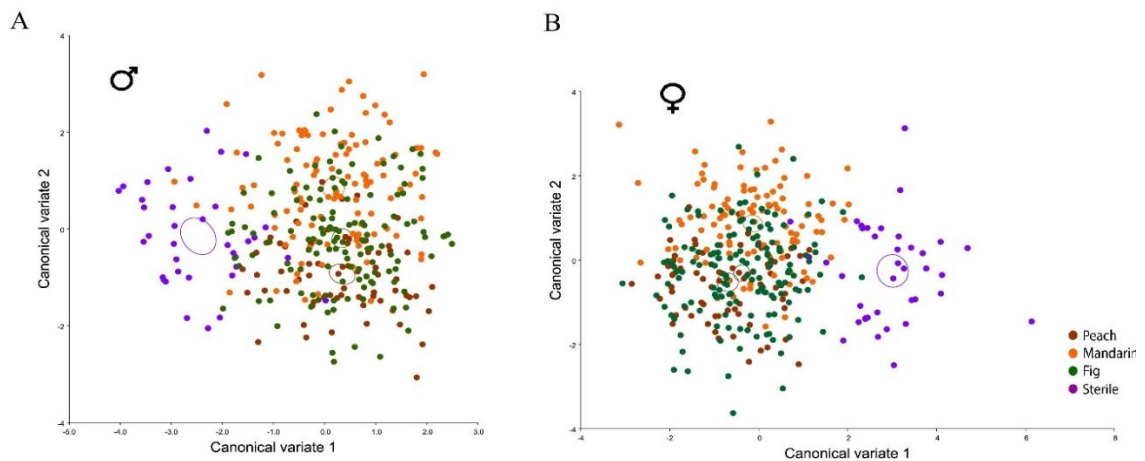 A
♂
Canonical variate 2
4
2
0
-2
-4
-5.0 -4.0 -3.0 -2.0 -1.0 0.0 1.0 2.0 3.0
Canonical variate 1
B
♀
Canonical variate 2
4
2
0
-2
-4
-4 -2 0 2 4 6 8
Canonical variate 1
Peach
Mandarin
Fig
Sterile